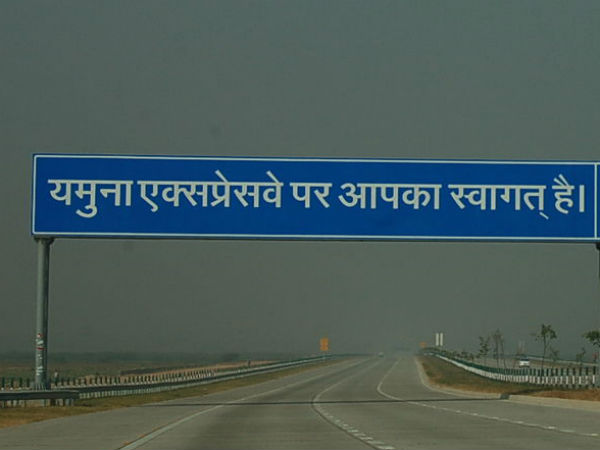 यमुना एक्सप्रेसवे पर आपका स्वागत् है।